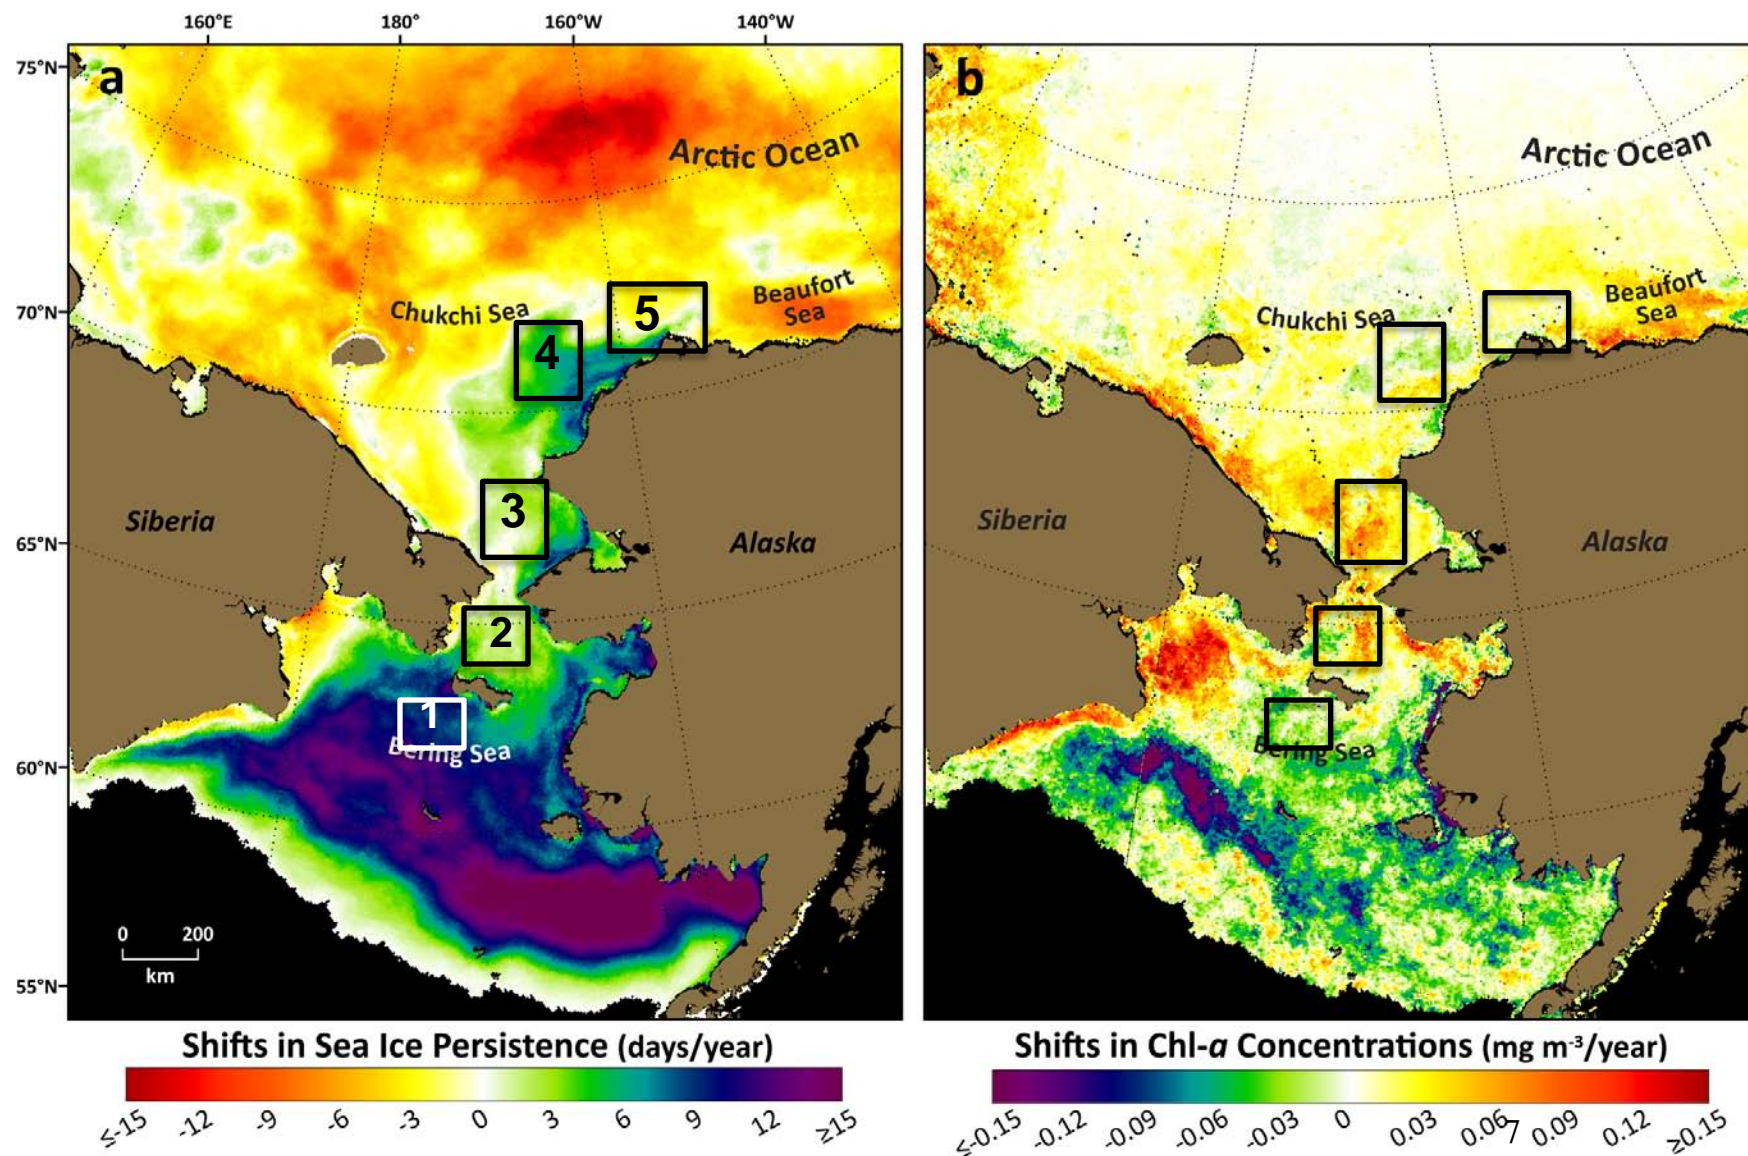 160°E 180° 160°W 140°W
75°N
70°N
65°N
60°N
55°N
a
Arctic Ocean
Chukchi Sea
Beaufort
Sea
5
4
3
Siberia
Alaska
2
1
Bering Sea
0 200
km
Shifts in Sea Ice Persistence (days/year)
≤-15 -12 -9 -6 -3 0 3 6 9 12 ≥15
b
Arctic Ocean
Chukchi Sea
Beaufort
Sea
Siberia
Alaska
Bering Sea
Shifts in Chl-a Concentrations (mg m⁻³/year)
≤-0.15 -0.12 -0.09 -0.06 -0.03 0 0.03 0.06 0.09 0.12 ≥0.15
7